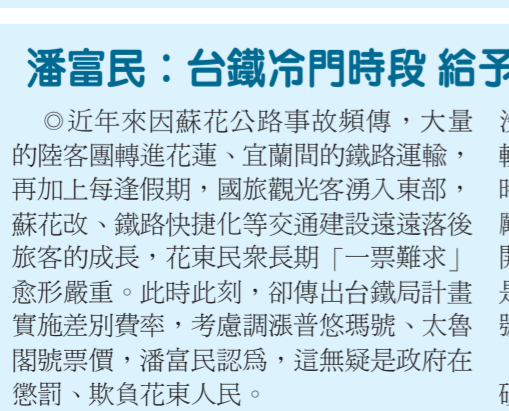 潘富民：台鐵冷門時段 給予
◎近年來因蘇花公路事故頻傳，大量
的陸客團轉進花蓮、宜蘭間的鐵路運輸，
再加上每逢假期，國旅觀光客湧入東部，
蘇花改、鐵路快捷化等交通建設遠遠落後
旅客的成長，花東民眾長期「一票難求」
愈形嚴重。此時此刻，卻傳出台鐵局計畫
實施差別費率，考慮調漲普悠瑪號、太魯
閣號票價，潘富民認為，這無疑是政府在
懲罰、欺負花東人民。